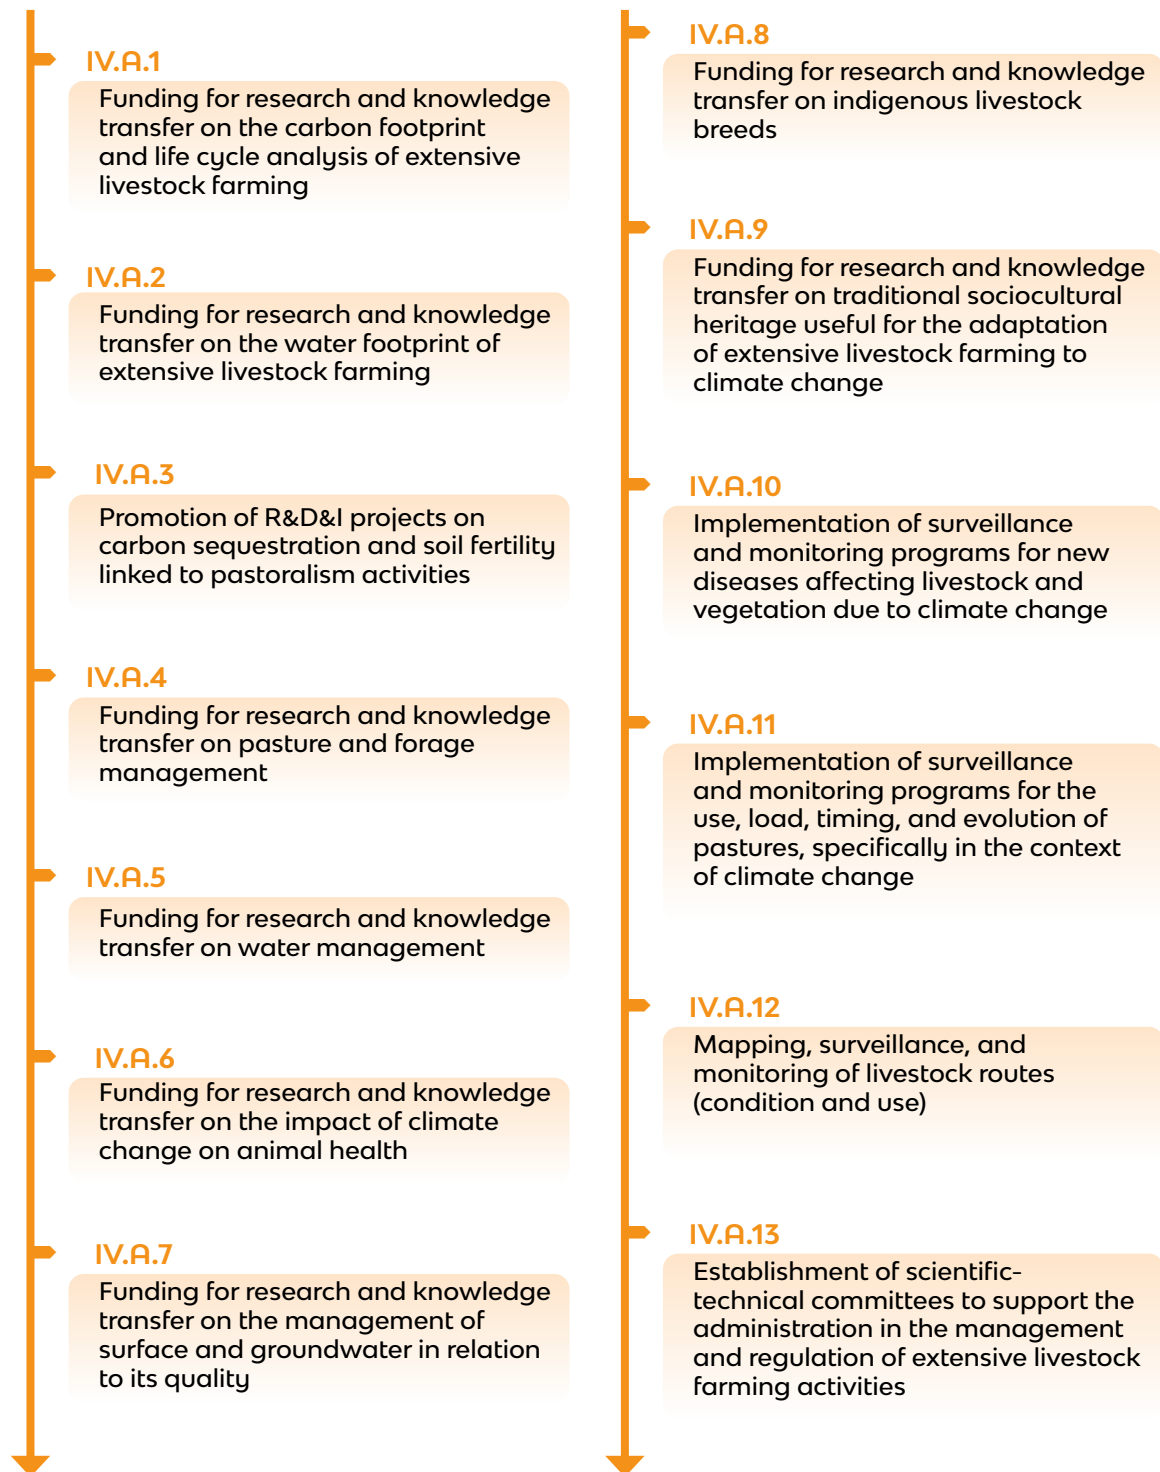 IV.A.1
Funding for research and knowledge
transfer on the carbon footprint
and life cycle analysis of extensive
livestock farming
IV.A.2
Funding for research and knowledge
transfer on the water footprint of
extensive livestock farming
IV.A.3
Promotion of R&D&I projects on
carbon sequestration and soil fertility
linked to pastoralism activities
IV.A.4
Funding for research and knowledge
transfer on pasture and forage
management
IV.A.5
Funding for research and knowledge
transfer on water management
IV.A.6
Funding for research and knowledge
transfer on the impact of climate
change on animal health
IV.A.7
Funding for research and knowledge
transfer on the management of
surface and groundwater in relation
to its quality
IV.A.8
Funding for research and knowledge
transfer on indigenous livestock
breeds
IV.A.9
Funding for research and knowledge
transfer on traditional sociocultural
heritage useful for the adaptation
of extensive livestock farming to
climate change
IV.A.10
Implementation of surveillance
and monitoring programs for new
diseases affecting livestock and
vegetation due to climate change
IV.A.11
Implementation of surveillance
and monitoring programs for the
use, load, timing, and evolution of
pastures, specifically in the context
of climate change
IV.A.12
Mapping, surveillance, and
monitoring of livestock routes
(condition and use)
IV.A.13
Establishment of scientific-
technical committees to support the
administration in the management
and regulation of extensive livestock
farming activities